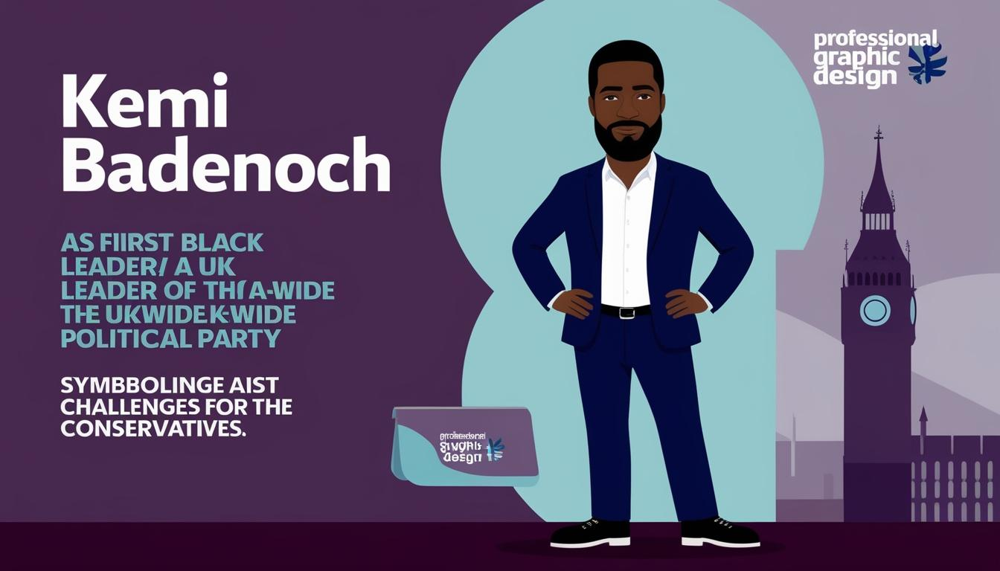 Kemi
Badenoch
AS FIIRST BLACK
LEADER/ A UK
LEADER OF THI A-WIDE
THE UKWIDEK-WIDE
POLITICAL PARTY
SYMBBOLINGE AIST
CHALLENGES FOR THE
CONSERVATIVES.
professional
graphic
design
design